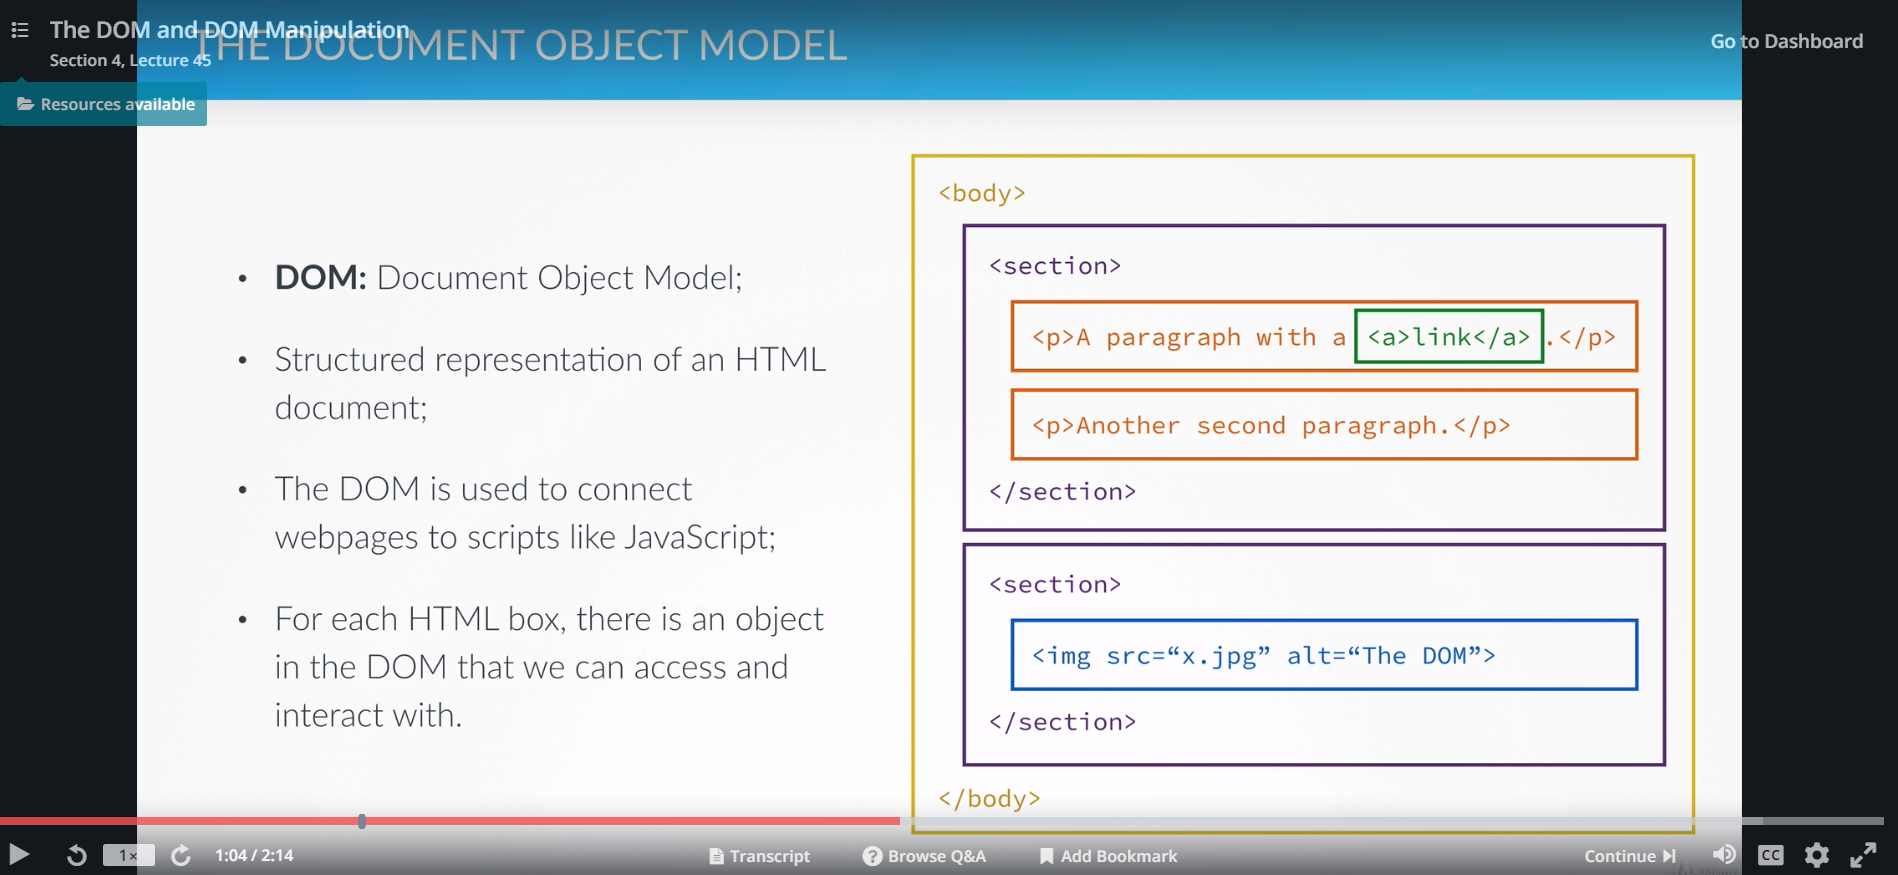 The DOM and DOM Manipulation
Section 4, Lecture 45
THE DOCUMENT OBJECT MODEL
Go to Dashboard
Resources available
• DOM: Document Object Model;
• Structured representation of an HTML
document;
• The DOM is used to connect
webpages to scripts like JavaScript;
• For each HTML box, there is an object
in the DOM that we can access and
interact with.
<body>
<section>
<p>A paragraph with a <a>link</a>.</p>
<p>Another second paragraph.</p>
</section>
<section>
<img src=“x.jpg” alt=“The DOM”>
</section>
</body>
1×
1:04 / 2:14
Transcript
Browse Q&A
Add Bookmark
Continue
CC